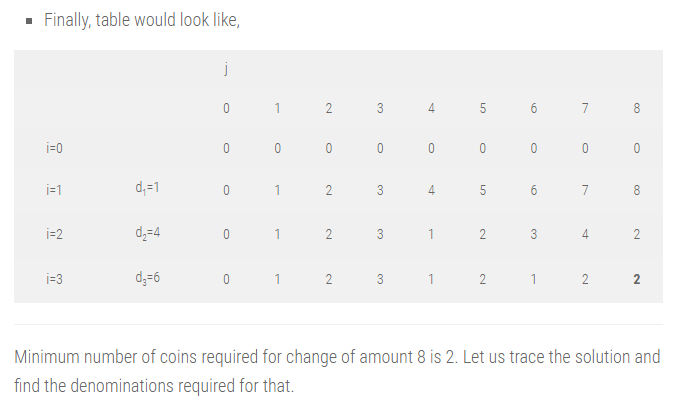 ▪ Finally, table would look like,
j
0 1 2 3 4 5 6 7 8
i=0 0 0 0 0 0 0 0 0 0
i=1 d₁=1 0 1 2 3 4 5 6 7 8
i=2 d₂=4 0 1 2 3 1 2 3 4 2
i=3 d₃=6 0 1 2 3 1 2 1 2 2
Minimum number of coins required for change of amount 8 is 2. Let us trace the solution and
find the denominations required for that.